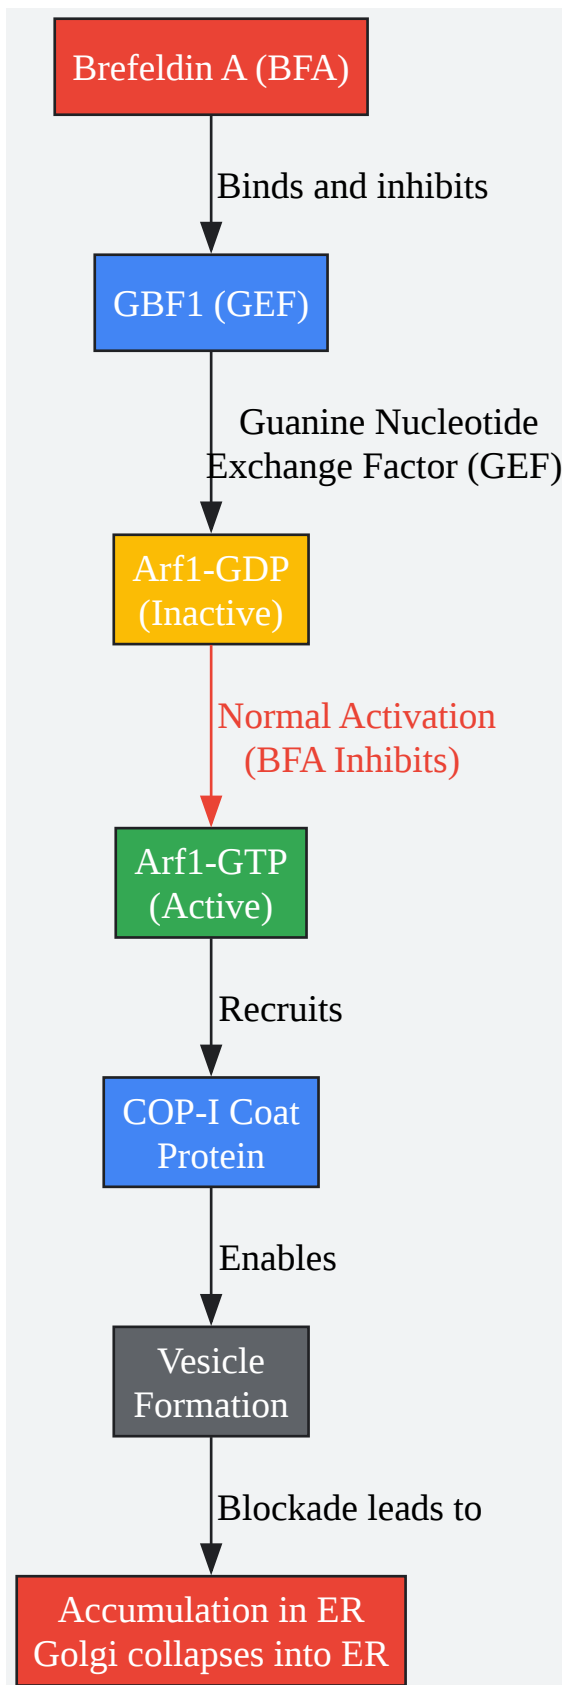 Brefeldin A (BFA)
Binds and inhibits
GBF1 (GEF)
Guanine Nucleotide
Exchange Factor (GEF)
Arf1-GDP
(Inactive)
Normal Activation
(BFA Inhibits)
Arf1-GTP
(Active)
Recruits
COP-I Coat
Protein
Enables
Vesicle
Formation
Blockade leads to
Accumulation in ER
Golgi collapses into ER